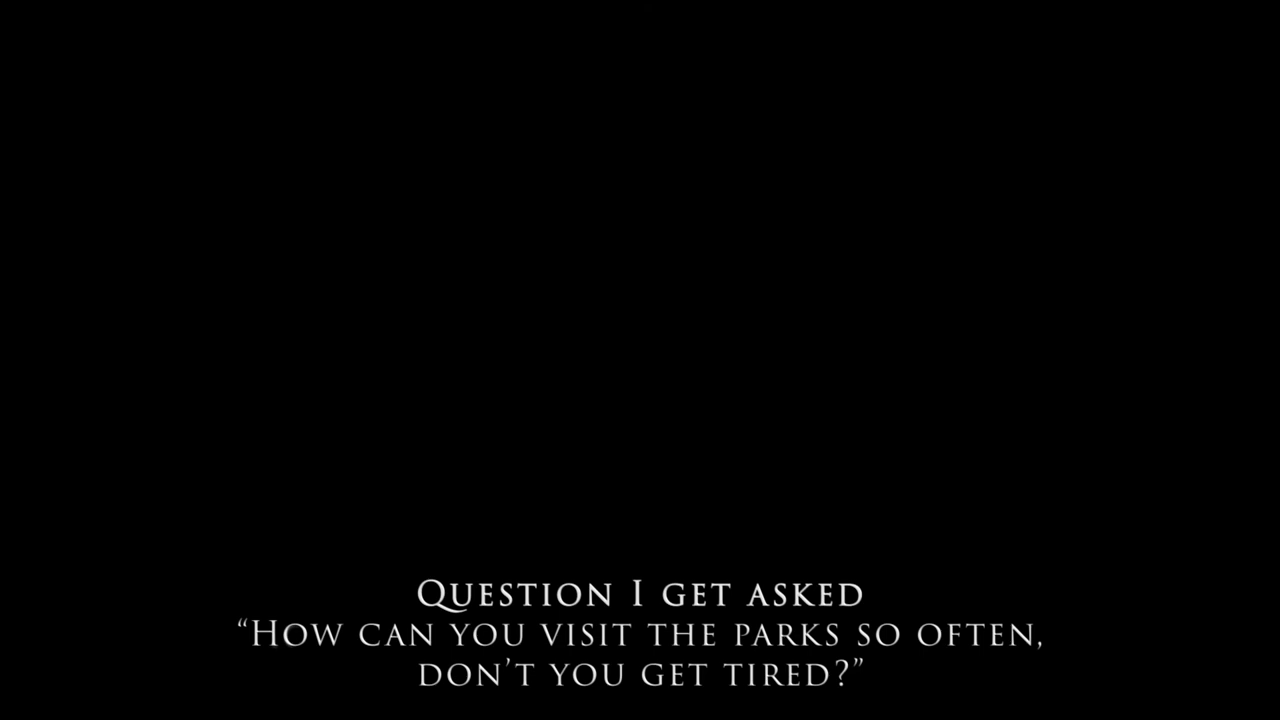 Question I get asked
“How can you visit the parks so often,
don’t you get tired?”